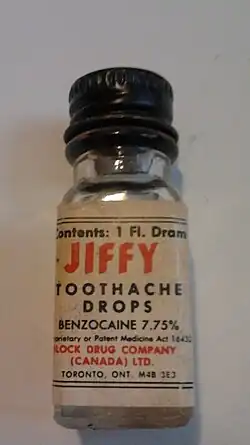 Contents: 1 Fl. Dram
JIFFY
TOOTHACHE
DROPS
BENZOCAINE 7.75%
Proprietary or Patent Medicine Act
BLOCK DRUG COMPANY
(CANADA) LTD.
TORONTO, ONT. M4B 3E3